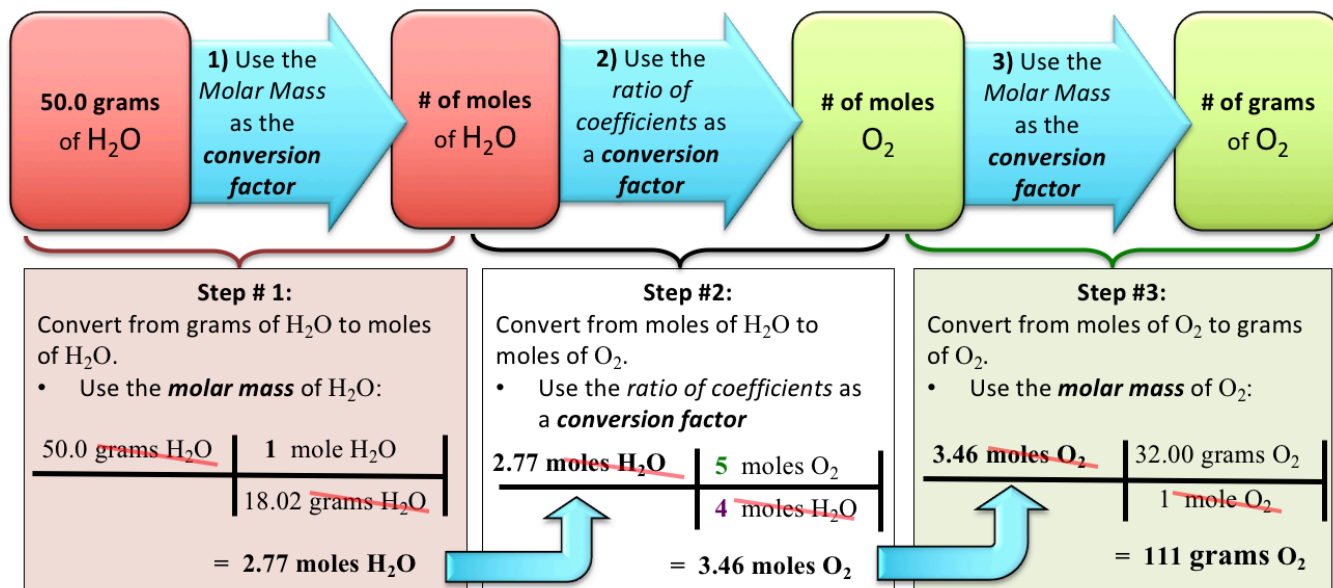 50.0 grams
of H₂O
1) Use the
Molar Mass
as the
conversion
factor
# of moles
of H₂O
2) Use the
ratio of
coefficients as
a conversion
factor
# of moles
O₂
3) Use the
Molar Mass
as the
conversion
factor
# of grams
of O₂
Step # 1:
Convert from grams of H₂O to moles
of H₂O.
• Use the molar mass of H₂O:
50.0 grams H₂O
1 mole H₂O
18.02 grams H₂O
= 2.77 moles H₂O
Step #2:
Convert from moles of H₂O to
moles of O₂.
• Use the ratio of coefficients as
a conversion factor
2.77 moles H₂O
5 moles O₂
4 moles H₂O
= 3.46 moles O₂
Step #3:
Convert from moles of O₂ to grams
of O₂.
• Use the molar mass of O₂:
3.46 moles O₂
32.00 grams O₂
1 mole O₂
= 111 grams O₂